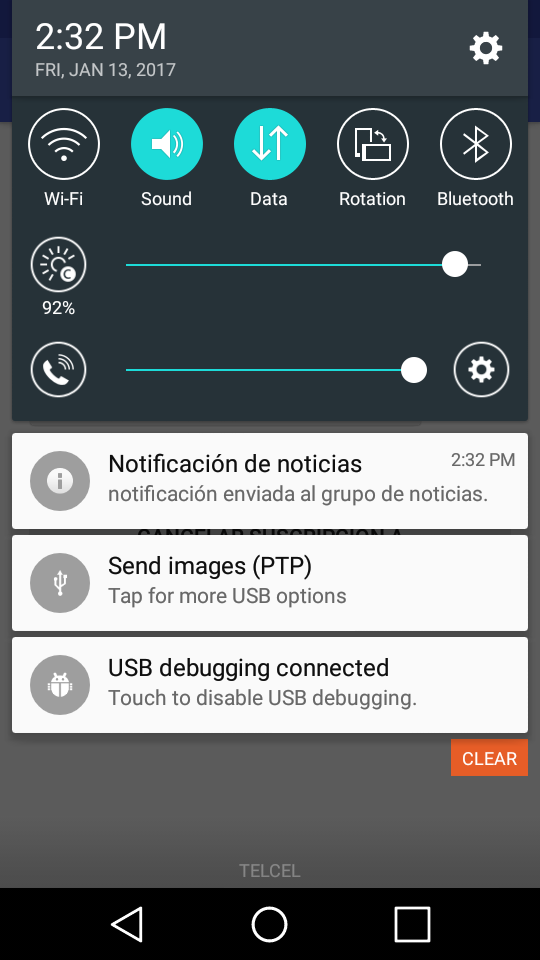 2:32 PM
FRI, JAN 13, 2017
Wi-Fi
Sound
Data
Rotation
Bluetooth
92%
Notificación de noticias
2:32 PM
notificación enviada al grupo de noticias.
CANCELAR SUSCRIPCION A
Send images (PTP)
Tap for more USB options
USB debugging connected
Touch to disable USB debugging.
CLEAR
TELCEL